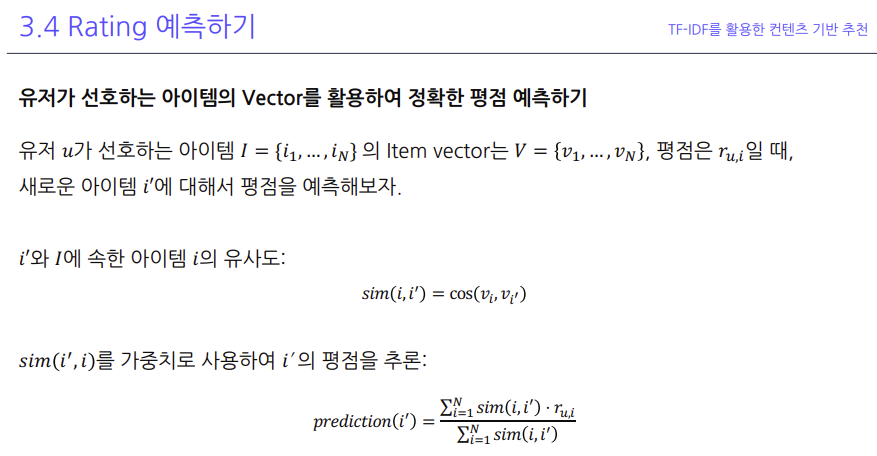 3.4 Rating 예측하기
TF-IDF를 활용한 컨텐츠 기반 추천
유저가 선호하는 아이템의 Vector를 활용하여 정확한 평점 예측하기
유저 u가 선호하는 아이템 I = {i₁, …, i_N} 의 Item vector는 V = {v₁, …, v_N}, 평점은 r_{u,i}일 때,
새로운 아이템 i′에 대해서 평점을 예측해보자.
i′와 I에 속한 아이템 i의 유사도:
sim(i, i′) = cos(v_i, v_{i′})
sim(i′, i)를 가중치로 사용하여 i′의 평점을 추론:
prediction(i′) = \frac{∑_{i=1}^{N} sim(i, i′) · r_{u,i}}{∑_{i=1}^{N} sim(i, i′)}